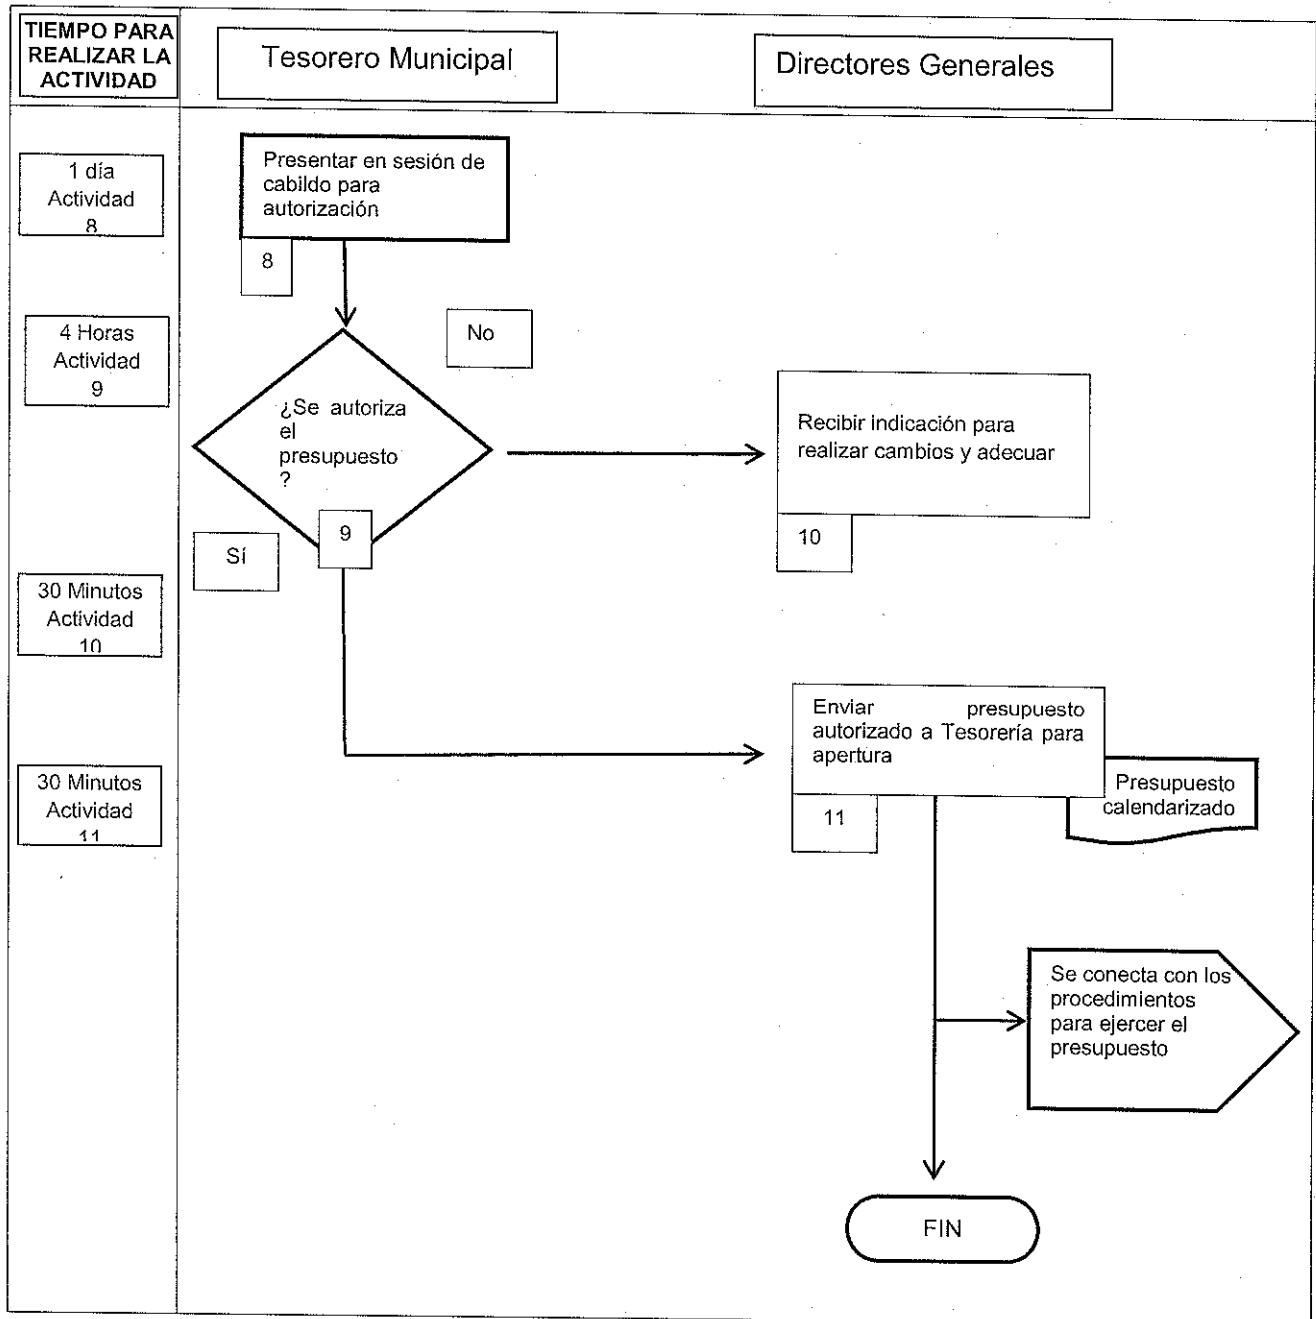 TIEMPO PARA
REALIZAR LA
ACTIVIDAD
Tesorero Municipal
Directores Generales
1 día
Actividad
8
Presentar en sesión de
cabildo para
autorización
8
4 Horas
Actividad
9
No
¿Se autoriza
el
presupuesto
?
9
Sí
Recibir indicación para
realizar cambios y adecuar
10
30 Minutos
Actividad
10
Enviar presupuesto
autorizado a Tesorería para
apertura
11
Presupuesto
calendarizado
30 Minutos
Actividad
11
Se conecta con los
procedimientos
para ejercer el
presupuesto
FIN